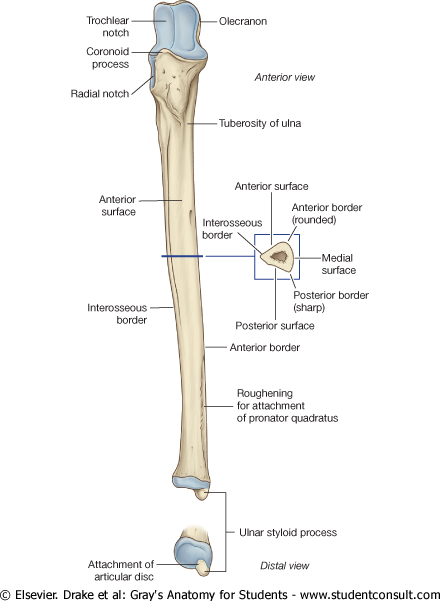 Trochlear
notch
Olecranon
Coronoid
process
Anterior view
Radial notch
Tuberosity of ulna
Anterior surface
Anterior
surface
Anterior border
(rounded)
Interosseous
border
Medial
surface
Posterior border
(sharp)
Interosseous
border
Posterior surface
Anterior border
Roughening
for attachment
of pronator quadratus
Ulnar styloid process
Attachment of
articular disc
Distal view
© Elsevier. Drake et al: Gray's Anatomy for Students - www.studentconsult.com